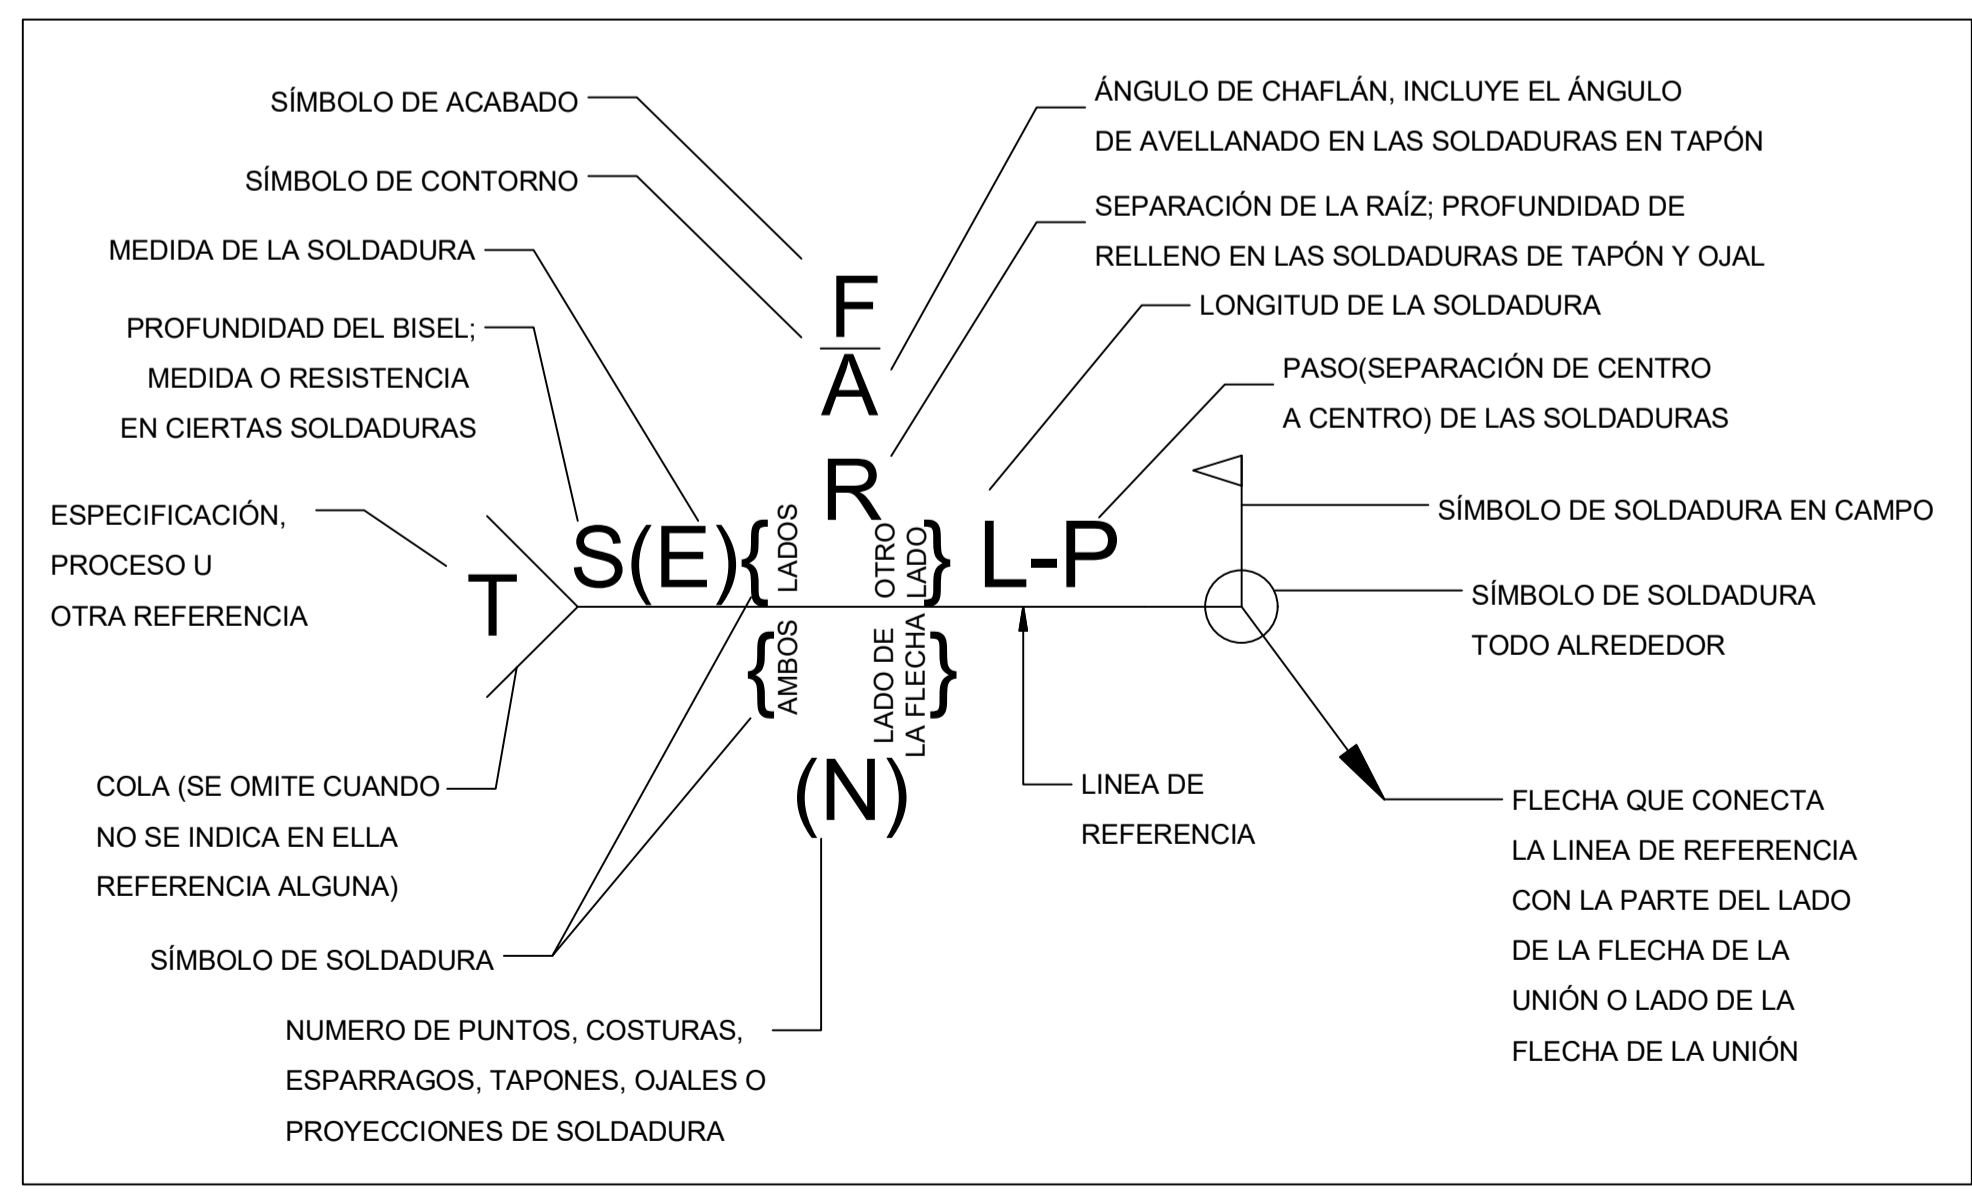 SÍMBOLO DE ACABADO
SÍMBOLO DE CONTORNO
MEDIDA DE LA SOLDADURA
PROFUNDIDAD DEL BISEL;
MEDIDA O RESISTENCIA
EN CIERTAS SOLDADURAS
ESPECIFICACIÓN,
PROCESO U
OTRA REFERENCIA
ÁNGULO DE CHAFLÁN, INCLUYE EL ÁNGULO
DE AVELLANADO EN LAS SOLDADURAS EN TAPÓN
SEPARACIÓN DE LA RAÍZ; PROFUNDIDAD DE
RELLENO EN LAS SOLDADURAS DE TAPÓN Y OJAL
LONGITUD DE LA SOLDADURA
PASO(SEPARACIÓN DE CENTRO
A CENTRO) DE LAS SOLDADURAS
SÍMBOLO DE SOLDADURA EN CAMPO
SÍMBOLO DE SOLDADURA
TODO ALREDEDOR
F
A
R
T
S(E){
LADOS
OTRO
LADO
} L-P
{
AMBOS
LADO DE
LA FLECHA
}
(N)
COLA (SE OMITE CUANDO
NO SE INDICA EN ELLA
REFERENCIA ALGUNA)
SÍMBOLO DE SOLDADURA
NUMERO DE PUNTOS, COSTURAS,
ESPARRAGOS, TAPONES, OJALES O
PROYECCIONES DE SOLDADURA
LINEA DE
REFERENCIA
FLECHA QUE CONECTA
LA LINEA DE REFERENCIA
CON LA PARTE DEL LADO
DE LA FLECHA DE LA
UNIÓN O LADO DE LA
FLECHA DE LA UNIÓN